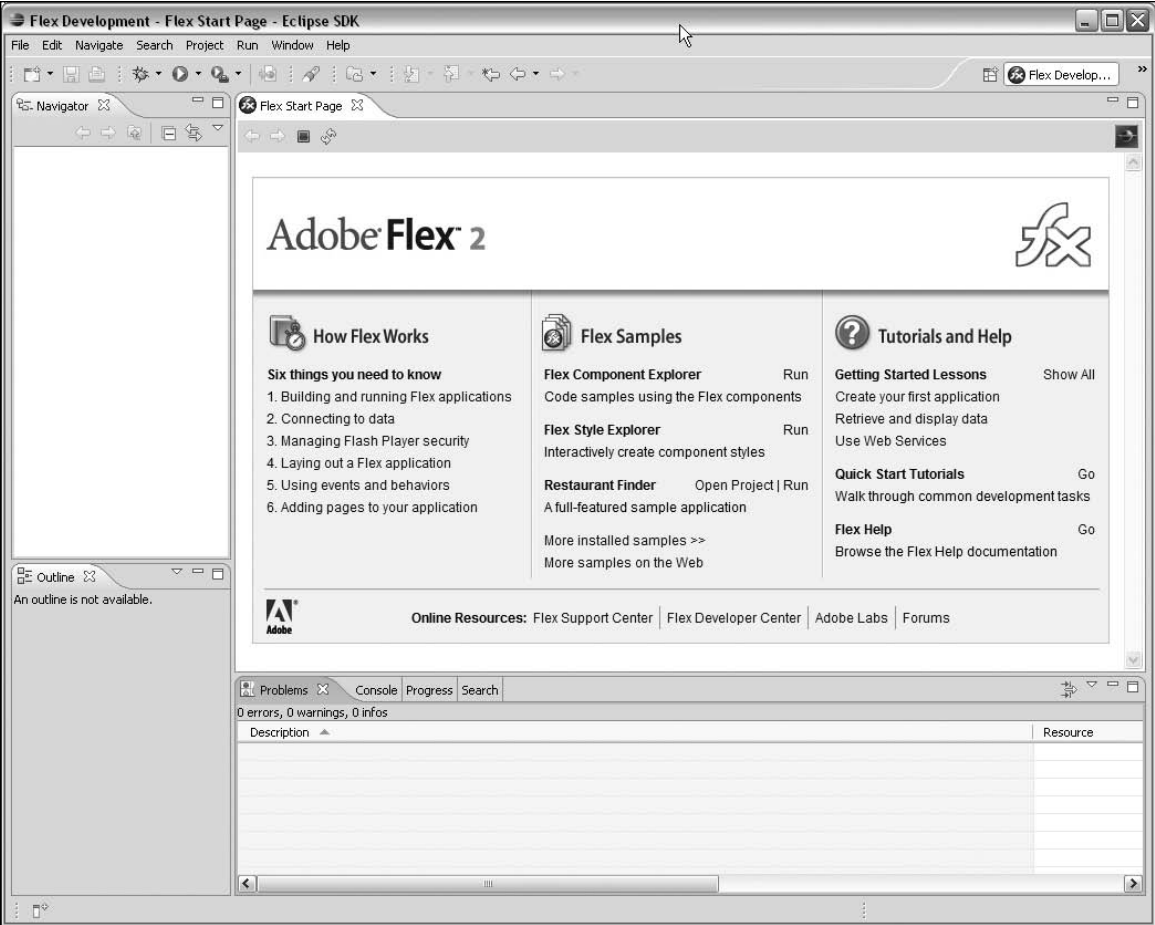 Flex Development - Flex Start Page - Eclipse SDK
File Edit Navigate Search Project Run Window Help
Flex Develop... »
Navigator
Flex Start Page
Adobe Flex™ 2
How Flex Works
Six things you need to know
1. Building and running Flex applications
2. Connecting to data
3. Managing Flash Player security
4. Laying out a Flex application
5. Using events and behaviors
6. Adding pages to your application
Flex Samples
Flex Component Explorer Run
Code samples using the Flex components
Flex Style Explorer Run
Interactively create component styles
Restaurant Finder Open Project | Run
A full-featured sample application
More installed samples >>
More samples on the Web
Tutorials and Help
Getting Started Lessons Show All
Create your first application
Retrieve and display data
Use Web Services
Quick Start Tutorials Go
Walk through common development tasks
Flex Help Go
Browse the Flex Help documentation
Adobe
Online Resources: Flex Support Center | Flex Developer Center | Adobe Labs | Forums
Outline
An outline is not available.
Problems Console Progress Search
0 errors, 0 warnings, 0 infos
Description Resource